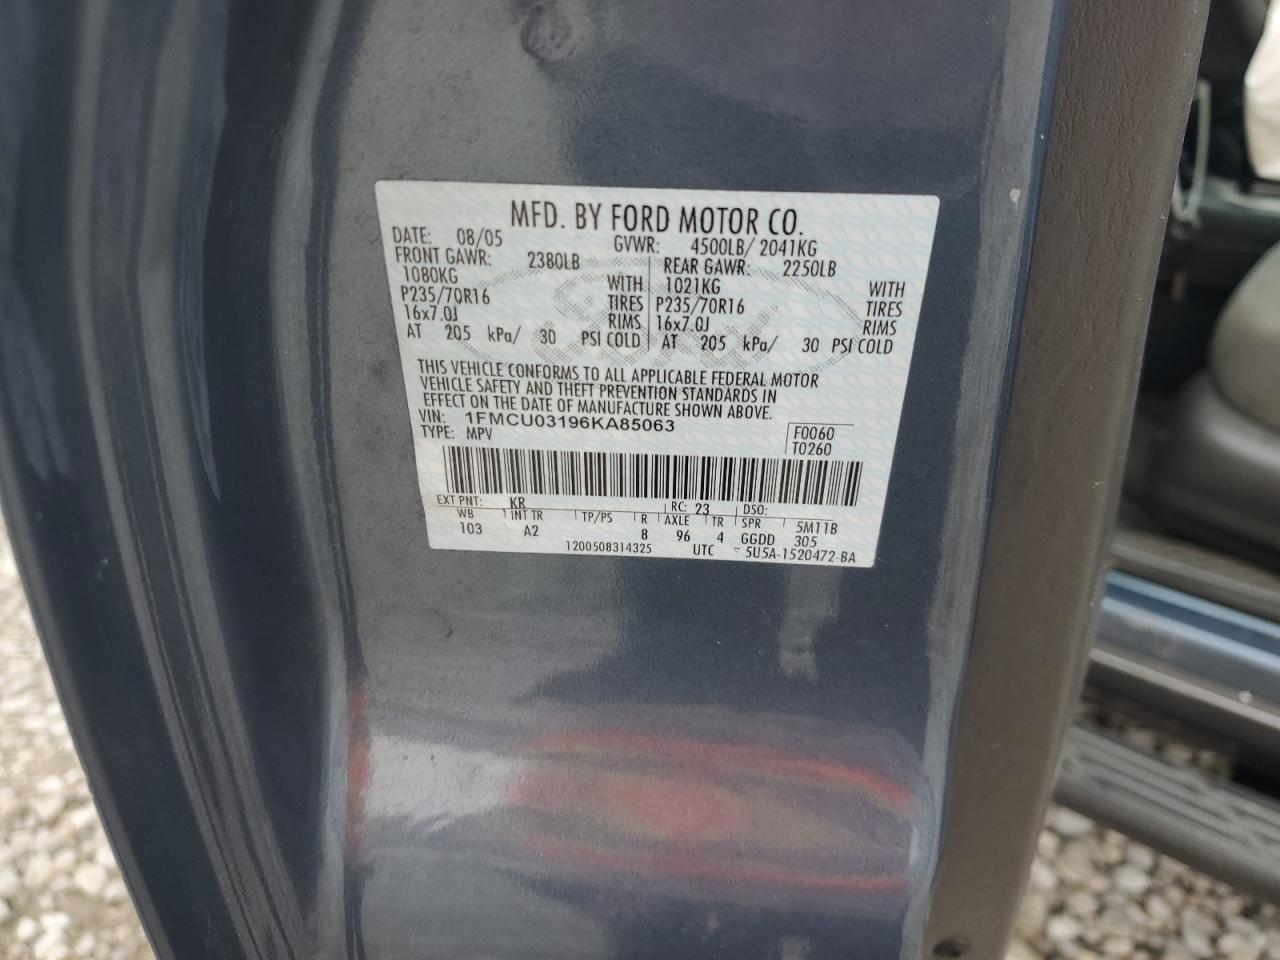 MFD. BY FORD MOTOR CO.
DATE: 08/05 GVWR: 4500LB/ 2041KG
FRONT GAWR: 2380LB REAR GAWR: 2250LB
1080KG WITH 1021KG WITH
P235/70R16 TIRES P235/70R16 TIRES
16x7.0J RIMS 16x7.0J RIMS
AT 205 kPa/ 30 PSI COLD AT 205 kPa/ 30 PSI COLD
THIS VEHICLE CONFORMS TO ALL APPLICABLE FEDERAL MOTOR
VEHICLE SAFETY AND THEFT PREVENTION STANDARDS IN
EFFECT ON THE DATE OF MANUFACTURE SHOWN ABOVE.
VIN: 1FMCU03196KA85063 F0060
TYPE: MPV T0260
EXT PNT: KR RC: 23 DSO:
WB INT TR TP/PS R AXLE TR SPR 5M11B
103 A2 8 96 4 GGDD 305
1200508314325 UTC 5U5A-1520472-BA